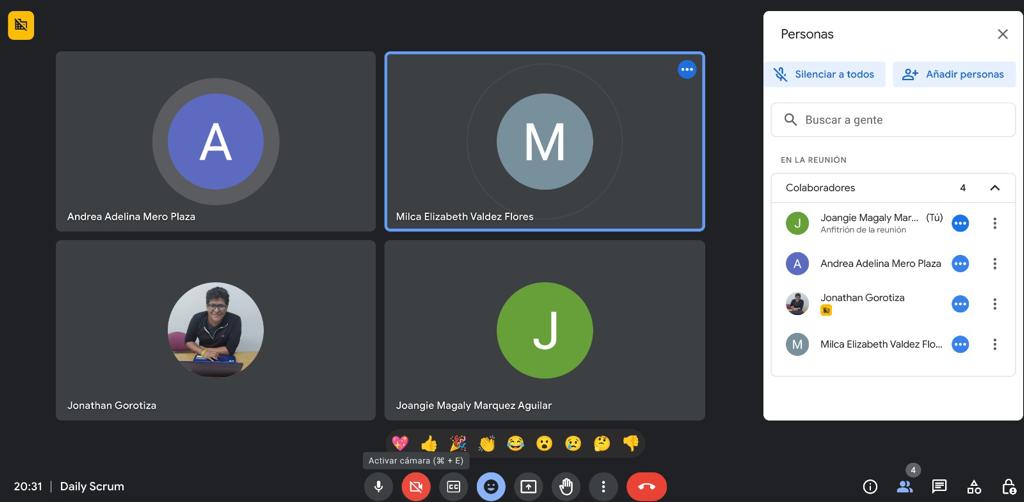 Personas
Silenciar a todos
Añadir personas
Buscar a gente
EN LA REUNIÓN
Colaboradores 4
J
Joangie Magaly Mar... (Tú)
Anfitrión de la reunión
A
Andrea Adelina Mero Plaza
Jonathan Gorotiza
M
Milca Elizabeth Valdez Flo...
A
Andrea Adelina Mero Plaza
M
Milca Elizabeth Valdez Flores
Jonathan Gorotiza
J
Joangie Magaly Marquez Aguilar
Activar cámara (⌘ + E)
CC
20:31 | Daily Scrum
4